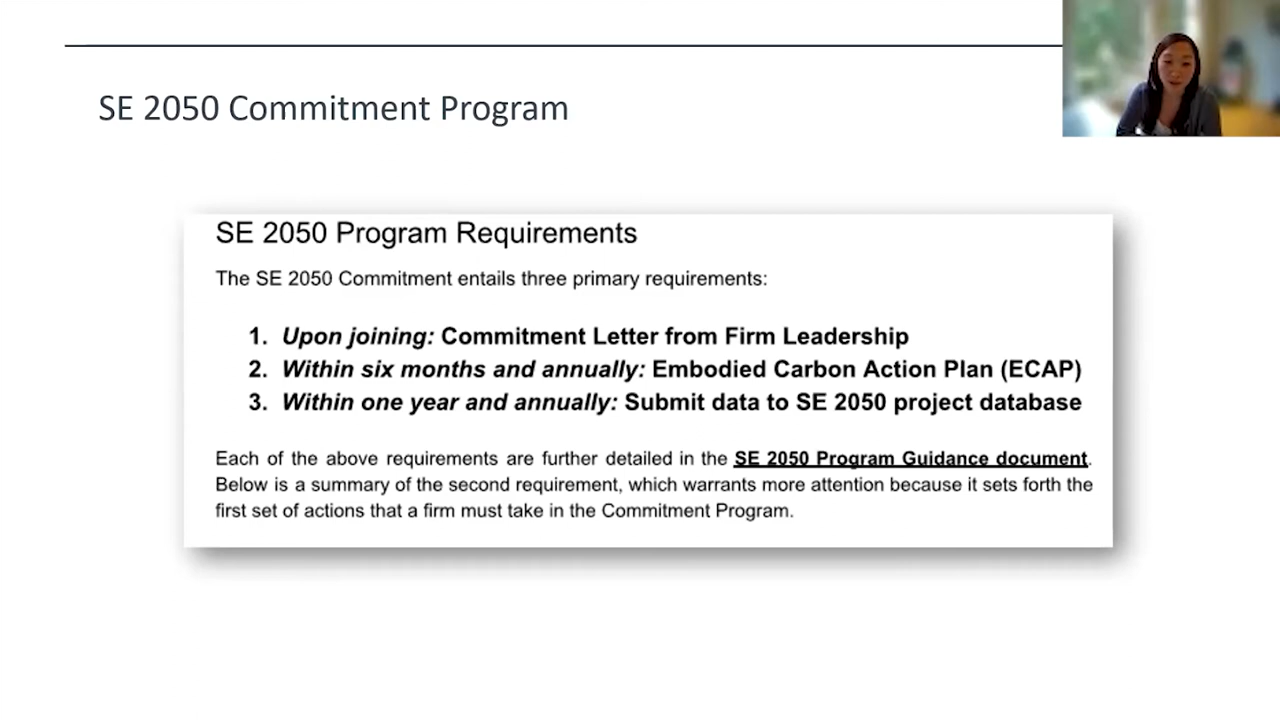 SE 2050 Commitment Program
SE 2050 Program Requirements
The SE 2050 Commitment entails three primary requirements:
1. Upon joining: Commitment Letter from Firm Leadership
2. Within six months and annually: Embodied Carbon Action Plan (ECAP)
3. Within one year and annually: Submit data to SE 2050 project database
Each of the above requirements are further detailed in the SE 2050 Program Guidance document.
Below is a summary of the second requirement, which warrants more attention because it sets forth the
first set of actions that a firm must take in the Commitment Program.